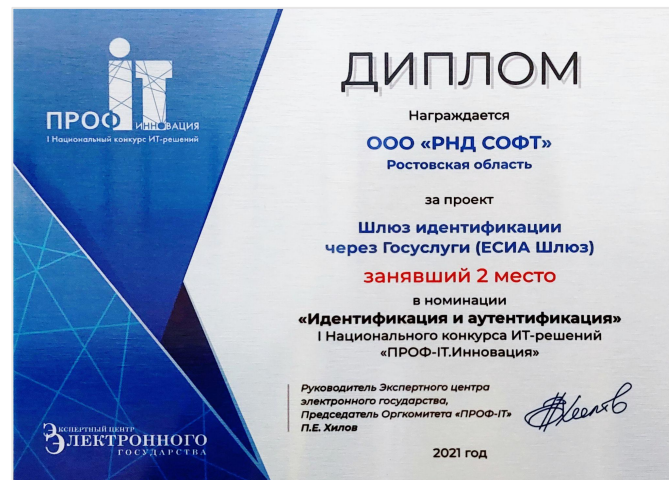 ПРОФ IT
ИННОВАЦИЯ
I Национальный конкурс ИТ-решений
ДИПЛОМ
Награждается
ООО «РНД СОФТ»
Ростовская область
за проект
Шлюз идентификации
через Госуслуги (ЕСИА Шлюз)
занявший 2 место
в номинации
«Идентификация и аутентификация»
I Национального конкурса ИТ-решений
«ПРОФ-IT.Инновация»
Руководитель Экспертного центра
электронного государства,
Председатель Оргкомитета «ПРОФ-IT»
П.Е. Хилов
ЭКСПЕРТНЫЙ ЦЕНТР
ЭЛЕКТРОННОГО
ГОСУДАРСТВА
2021 год